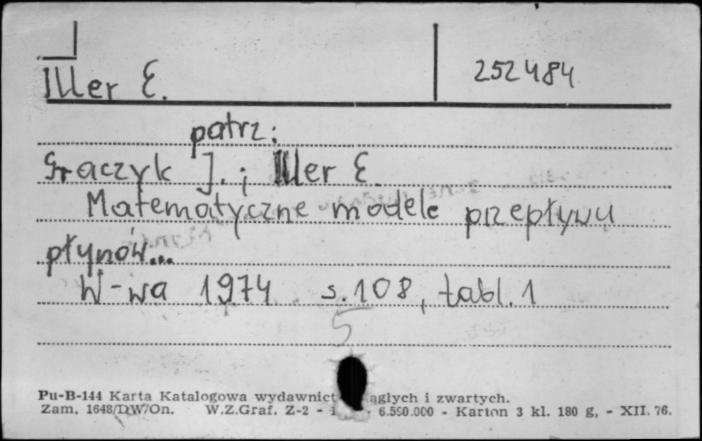 Iller E.
252484
patrz:
Graczyk J. i Iller E.
Matematyczne modele przepływu
płynów...
W-wa 1974 s. 108, tabl. 1
5
Pu-B-144 Karta Katalogowa wydawnict ągłych i zwartych.
Zam. 1648/DW/On. W.Z.Graf. Z-2 - 6.550.000 - Karton 3 kl. 180 g, - XII. 76.